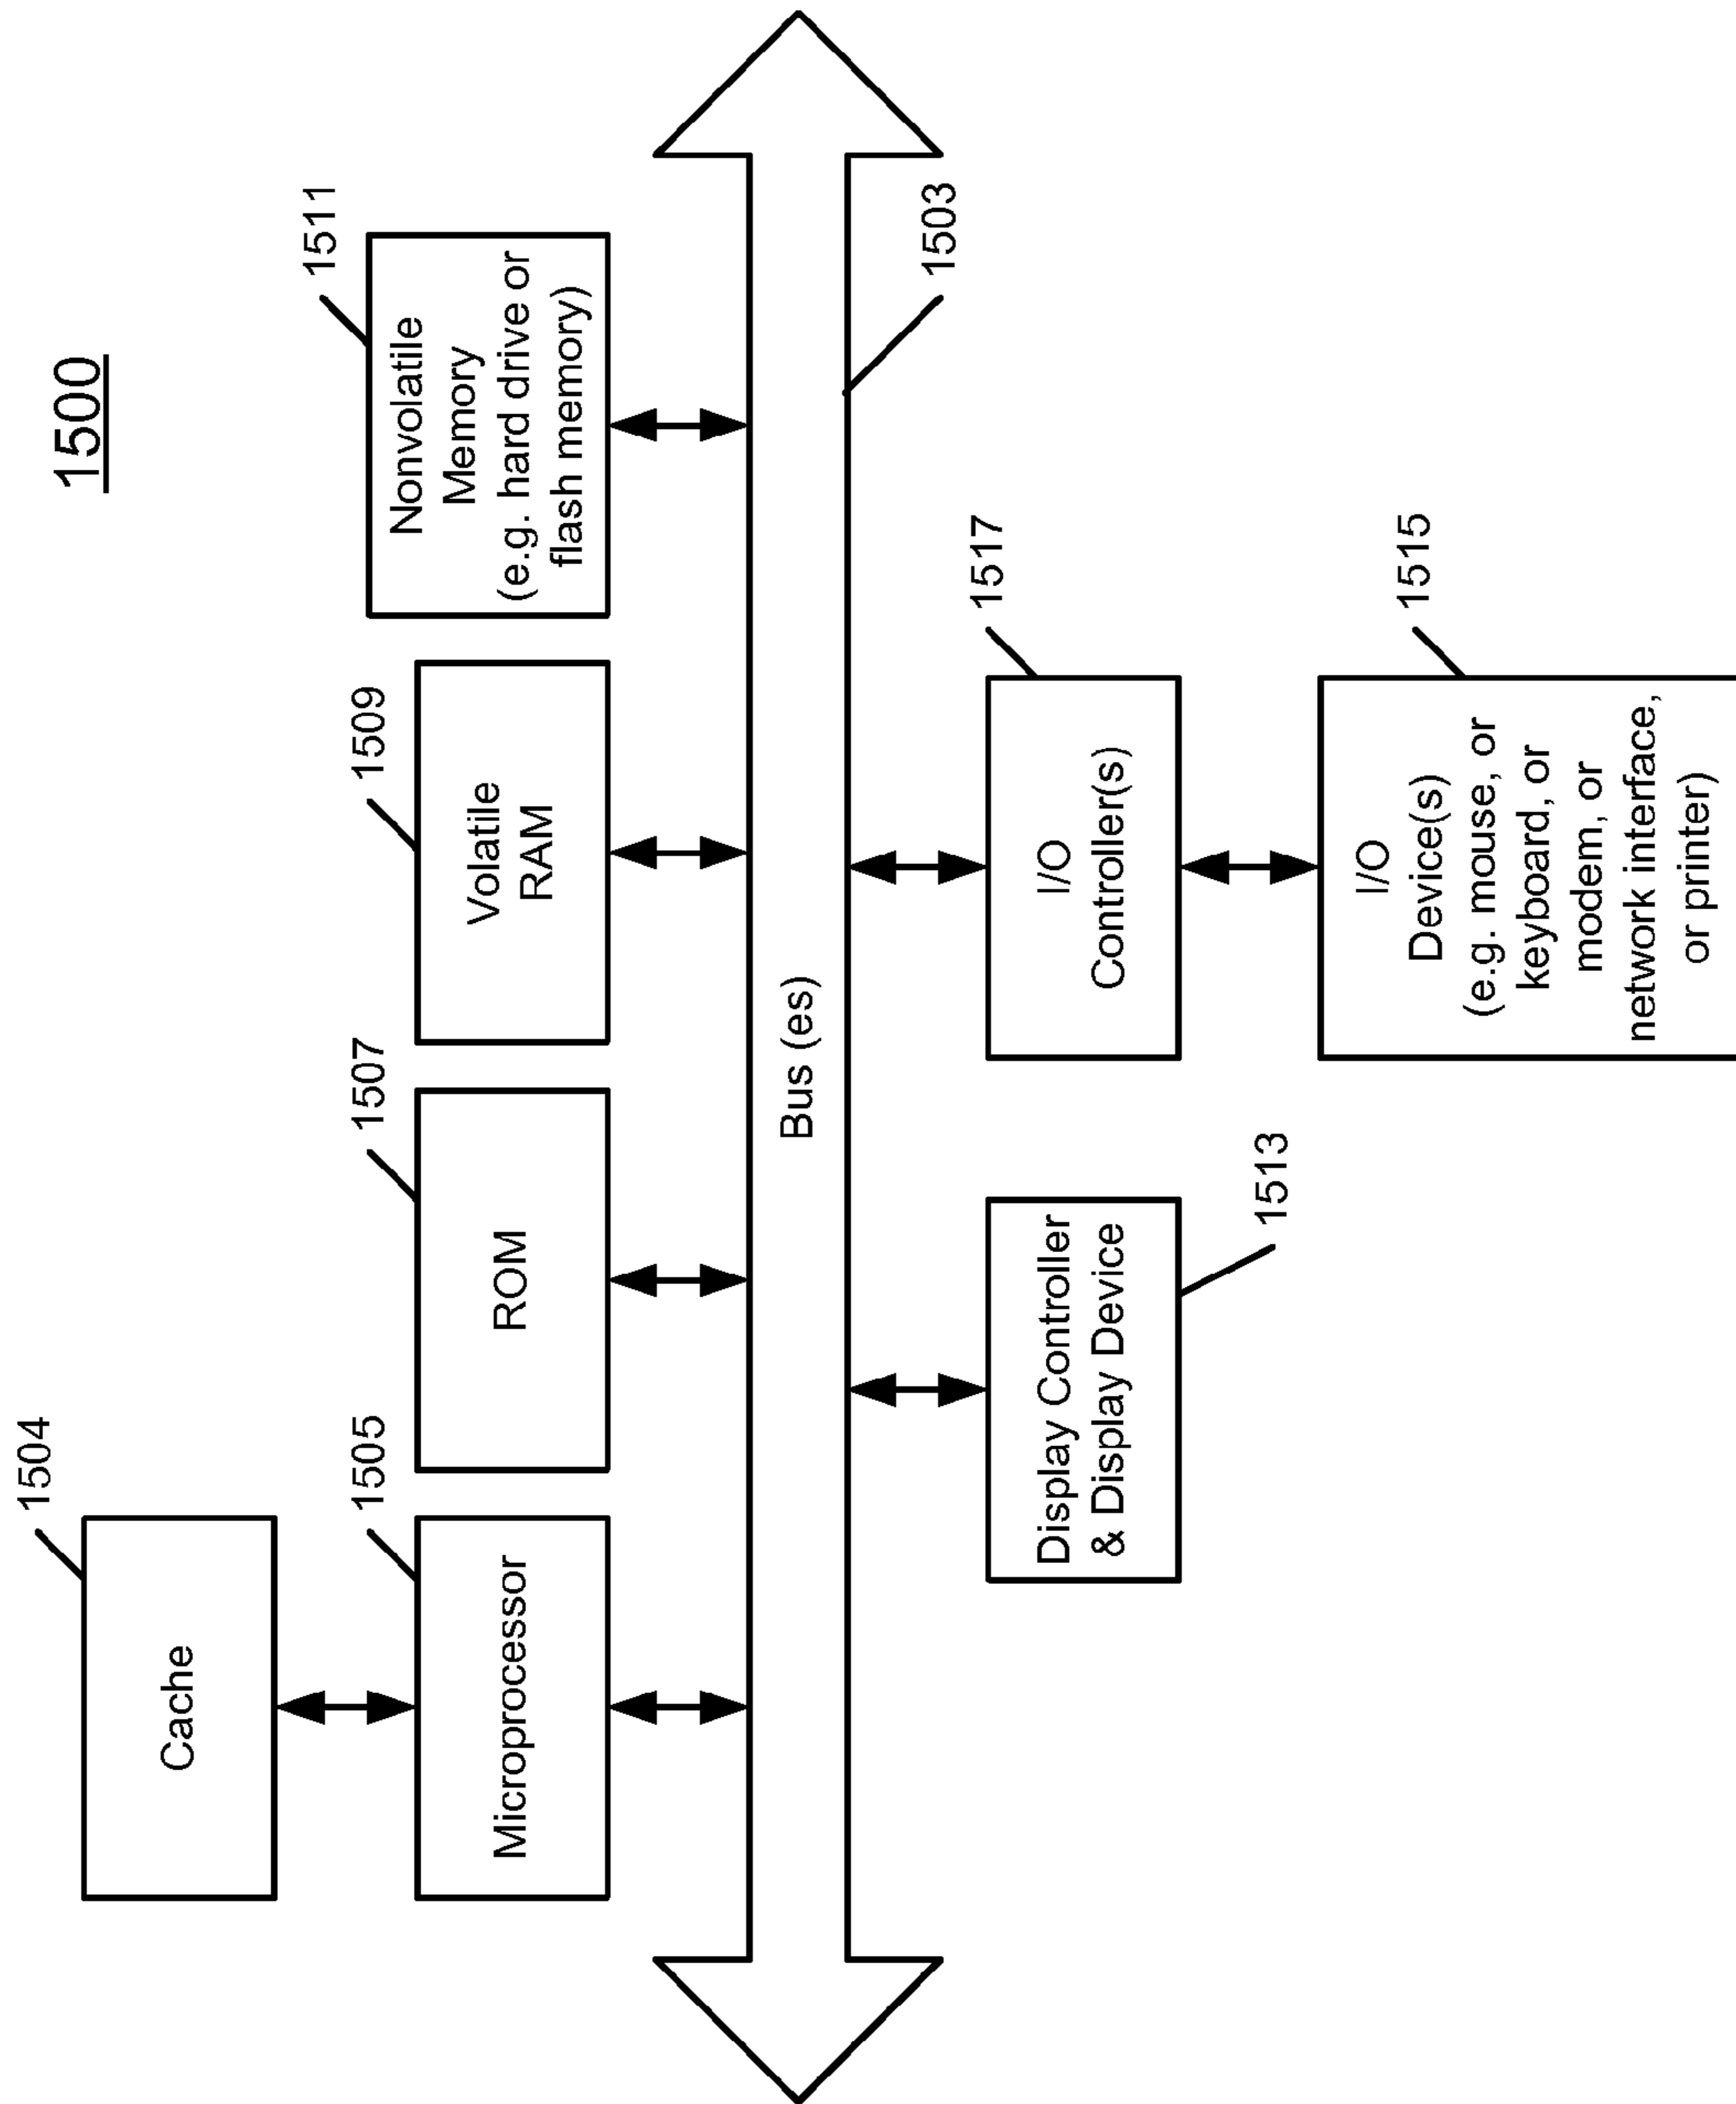 1500
1504
Cache
1505
1507
1509
1511
Microprocessor
ROM
Volatile
RAM
Nonvolatile
Memory
(e.g. hard drive or
flash memory)
Bus (es)
1503
Display Controller
& Display Device
1513
I/O
Controller(s)
1517
I/O
Device(s)
(e.g. mouse, or
keyboard, or
modem, or
network interface,
or printer)
1515